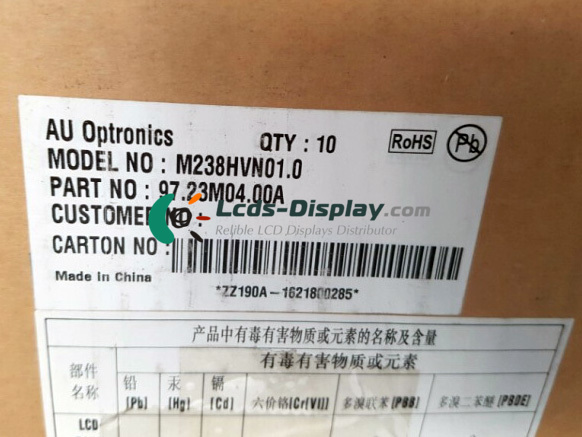 AU Optronics
QTY : 10
RoHS
Pb
MODEL NO : M238HVN01.0
PART NO : 97.23M04.00A
CUSTOMER NO :
Lcds-Display.com
Relible LCD Displays Distributor
CARTON NO :
Made In China
*ZZ190A-1621800285*
产品中有毒有害物质或元素的名称及含量
部件名称
有毒有害物质或元素
铅 [Pb]
汞 [Hg]
镉 [Cd]
六价铬[Cr(VI)]
多溴联苯[PBB]
多溴二苯醚[PBDE]
LCD